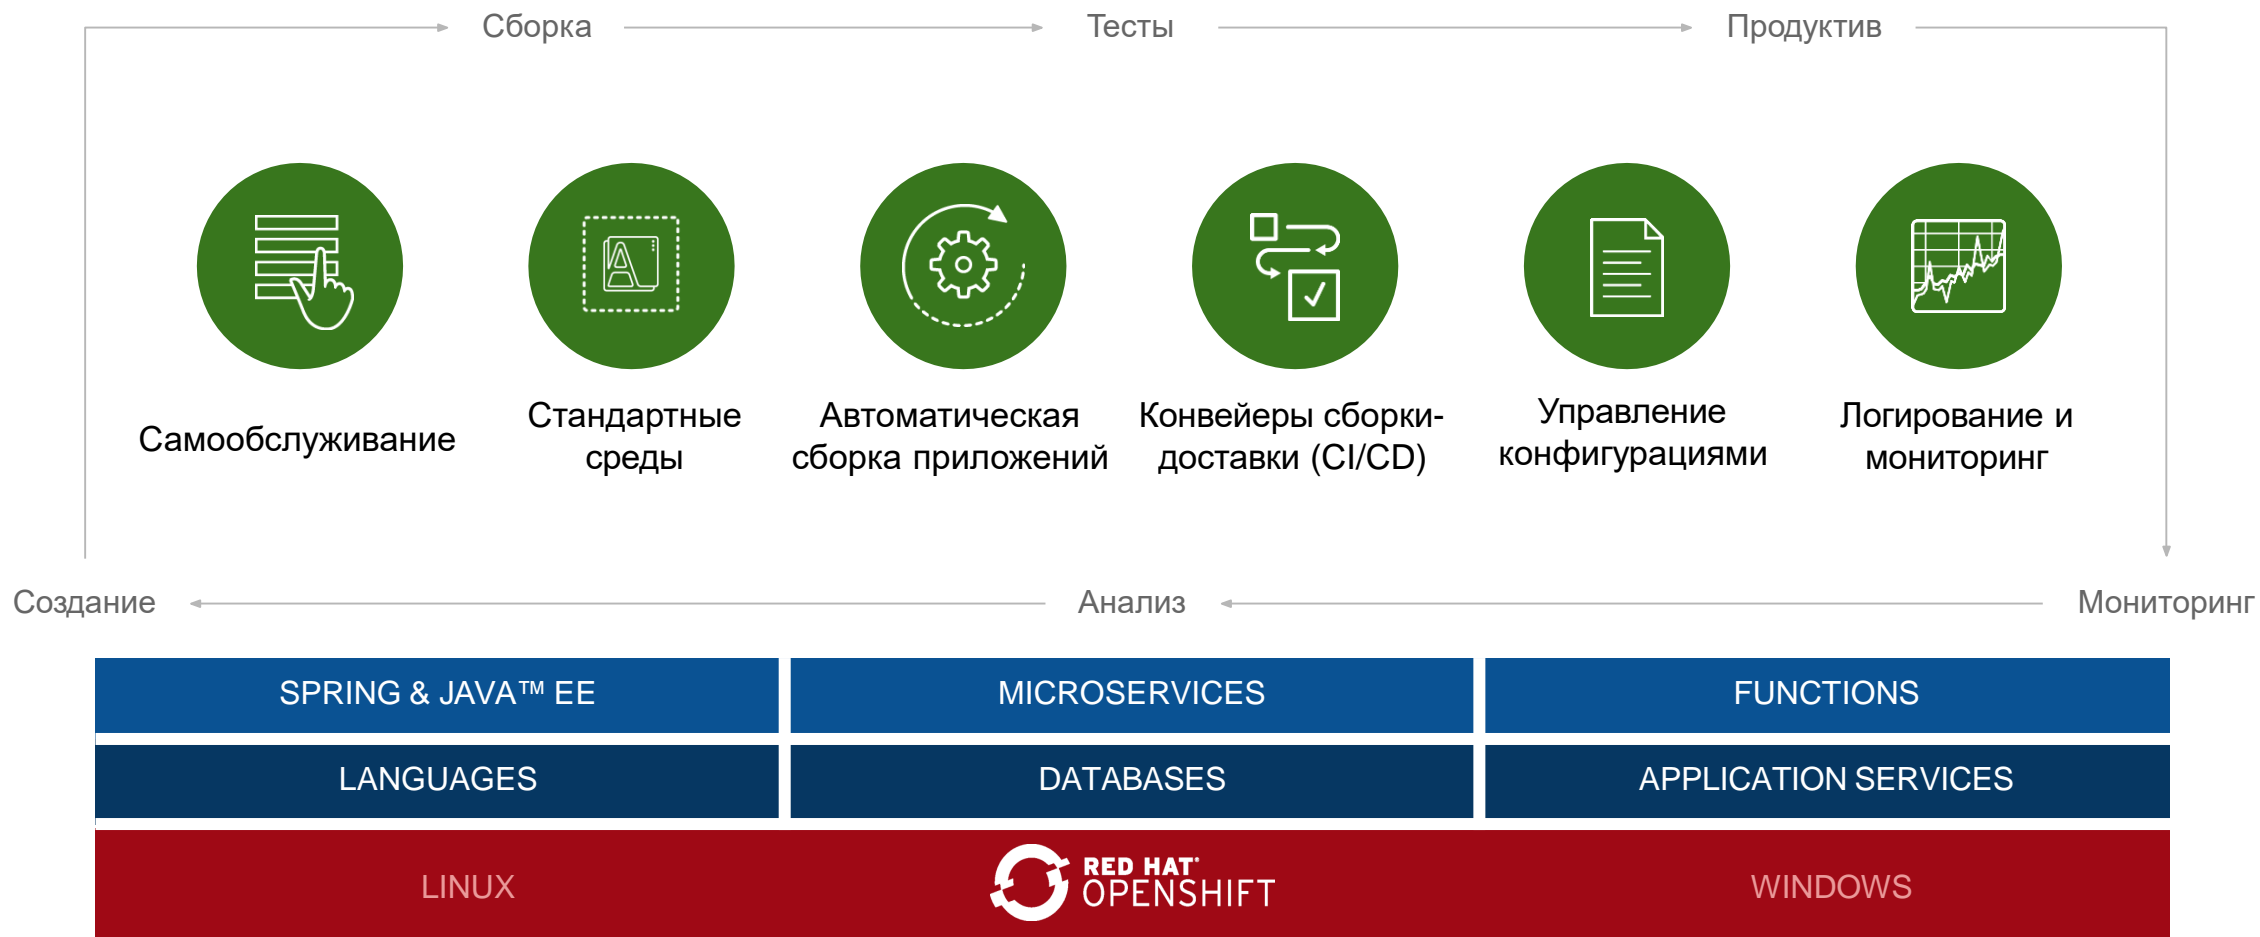 Сборка
Тесты
Продуктив
Самообслуживание
Стандартные
среды
Автоматическая
сборка приложений
Конвейеры сборки-
доставки (CI/CD)
Управление
конфигурациями
Логирование и
мониторинг
Создание
Анализ
Мониторинг
SPRING & JAVA™ EE
MICROSERVICES
FUNCTIONS
LANGUAGES
DATABASES
APPLICATION SERVICES
LINUX
RED HAT®
OPENSHIFT
WINDOWS